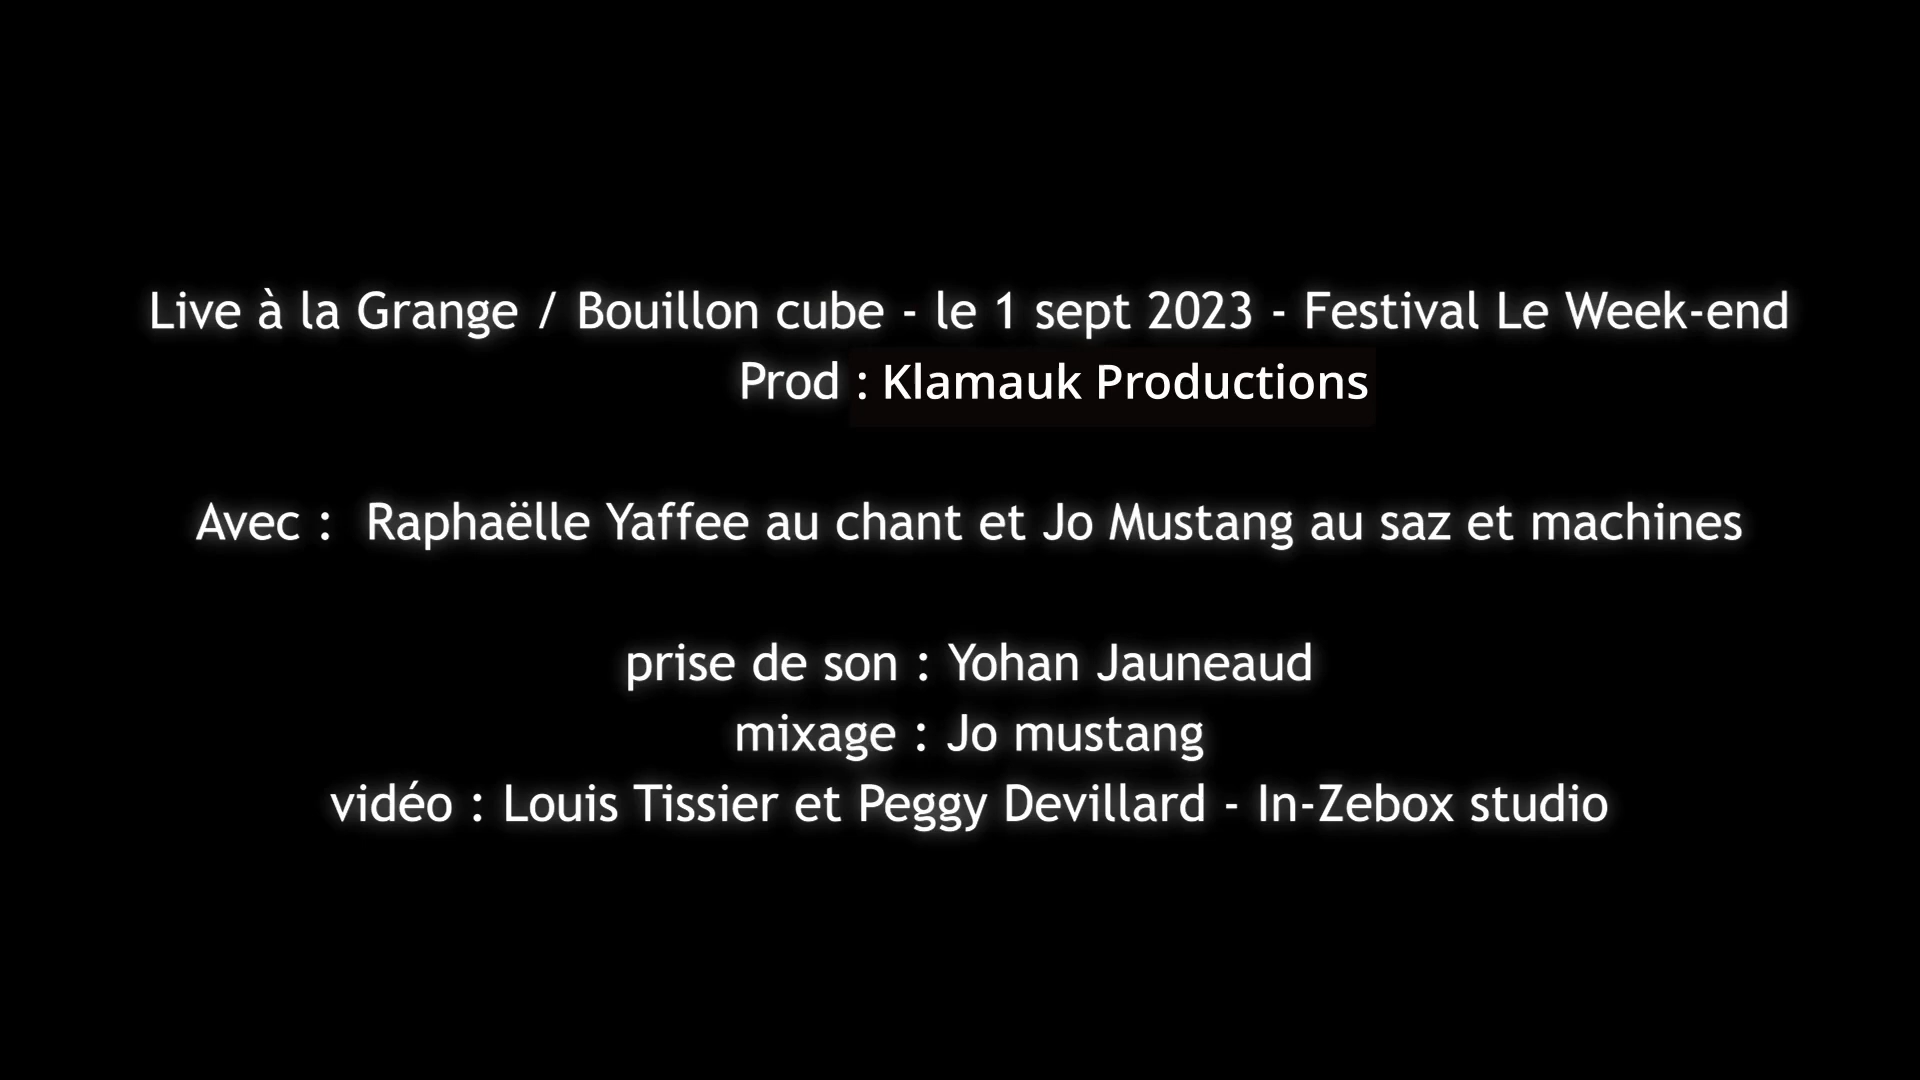 Live à la Grange / Bouillon cube - le 1 sept 2023 - Festival Le Week-end
Prod : Klamauk Productions
Avec : Raphaëlle Yaffee au chant et Jo Mustang au saz et machines
prise de son : Yohan Jauneaud
mixage : Jo mustang
vidéo : Louis Tissier et Peggy Devillard - In-Zebox studio